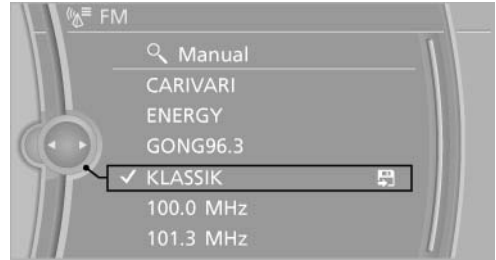 FM
Manual
CARIVARI
ENERGY
GONG96.3
KLASSIK
100.0 MHz
101.3 MHz